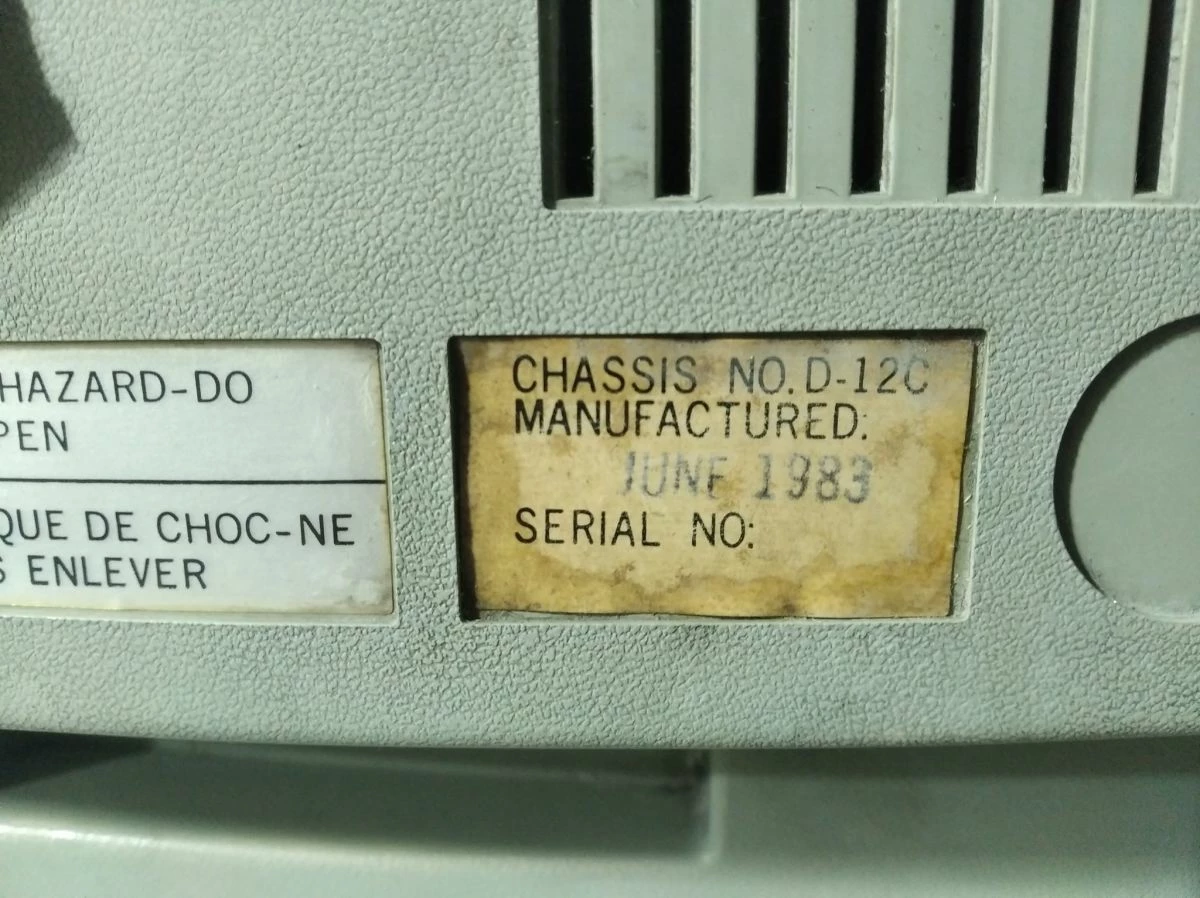 HAZARD-DO
PEN
QUE DE CHOC-NE
S ENLEVER
CHASSIS NO. D-12C
MANUFACTURED:
JUNE 1983
SERIAL NO: